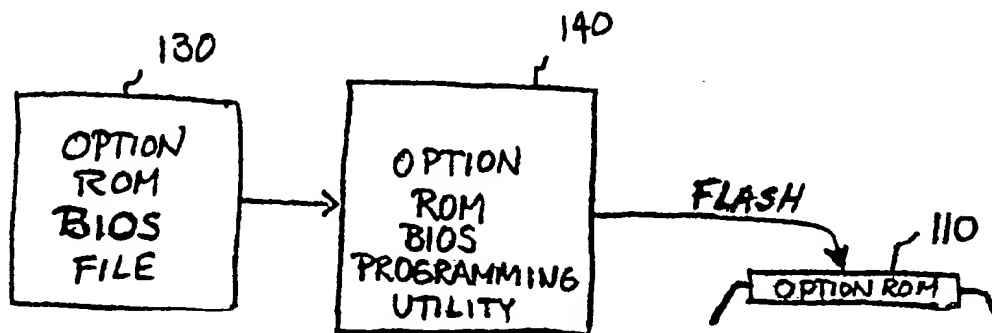 130
OPTION
ROM
BIOS
FILE
140
OPTION
ROM
BIOS
PROGRAMMING
UTILITY
FLASH
110
OPTION ROM